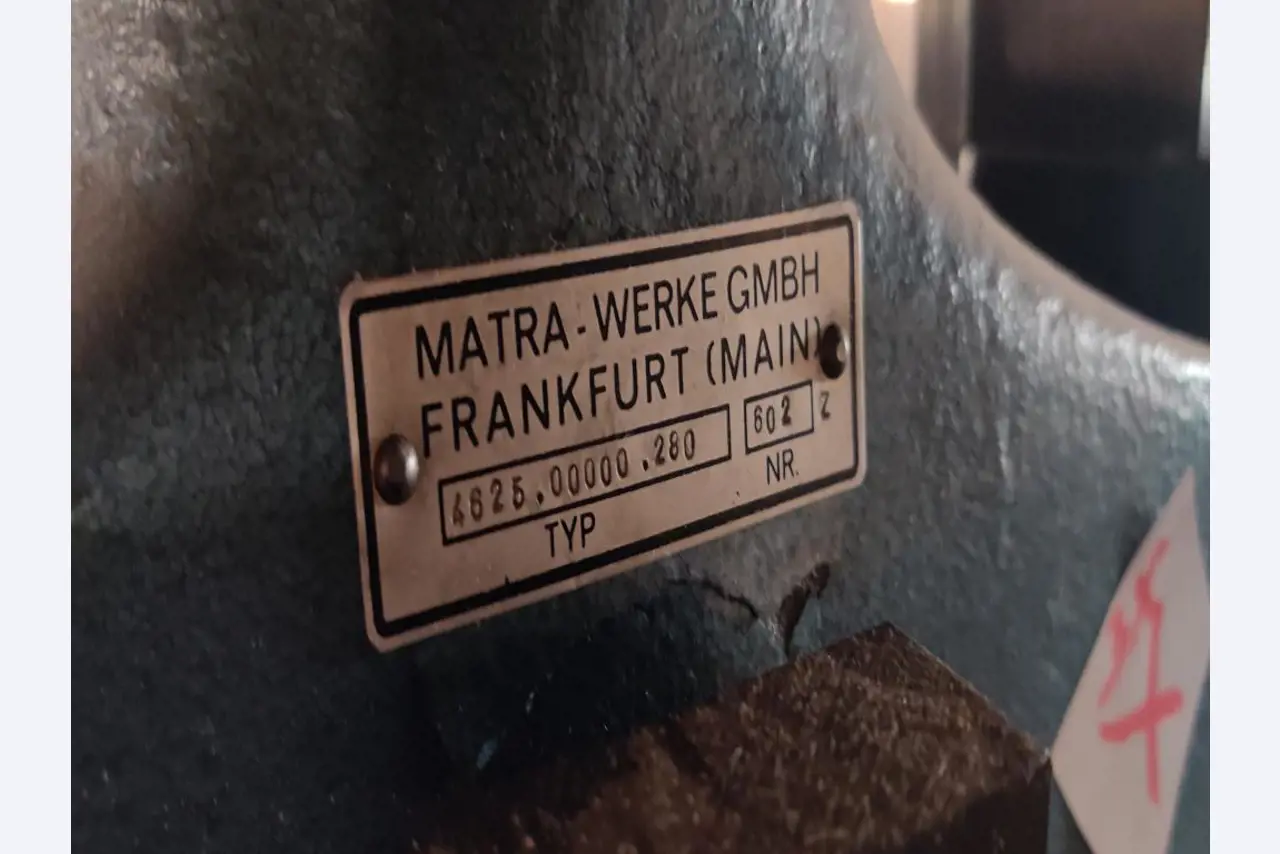 MATRA - WERKE GMBH
FRANKFURT (MAIN)
4625.00000.280 602 Z
TYP NR.